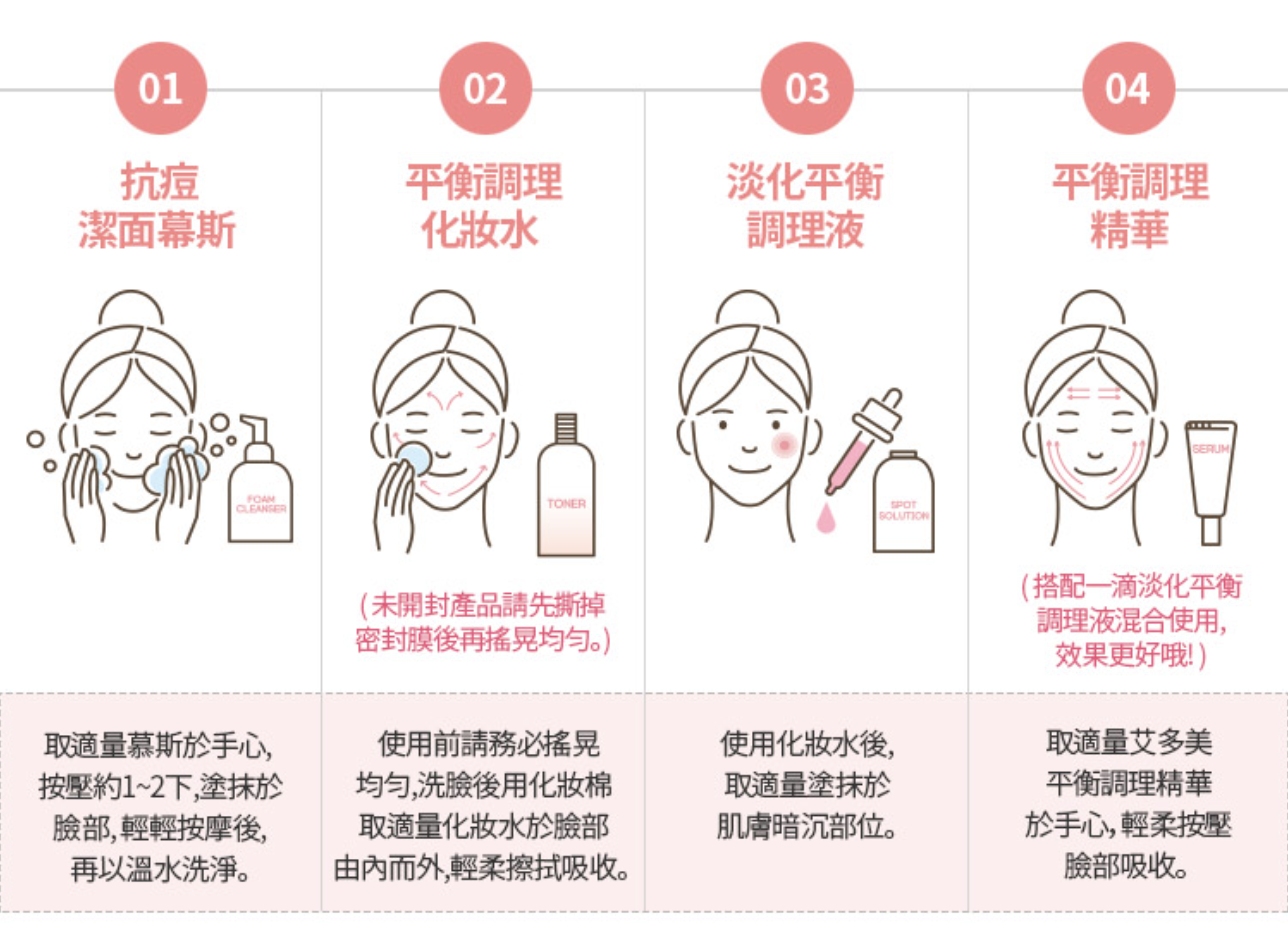 01
抗痘
潔面幕斯
FOAM
CLEANSER
取適量慕斯於手心,
按壓約1~2下,塗抹於
臉部,輕輕按摩後,
再以溫水洗淨。
02
平衡調理
化妝水
TONER
(未開封產品請先撕掉
密封膜後再搖晃均勻。)
使用前請務必搖晃
均勻,洗臉後用化妝棉
取適量化妝水於臉部
由內而外,輕柔擦拭吸收。
03
淡化平衡
調理液
SPOT
SOLUTION
使用化妝水後,
取適量塗抹於
肌膚暗沉部位。
04
平衡調理
精華
SERUM
(搭配一滴淡化平衡
調理液混合使用,
效果更好哦!)
取適量艾多美
平衡調理精華
於手心,輕柔按壓
臉部吸收。